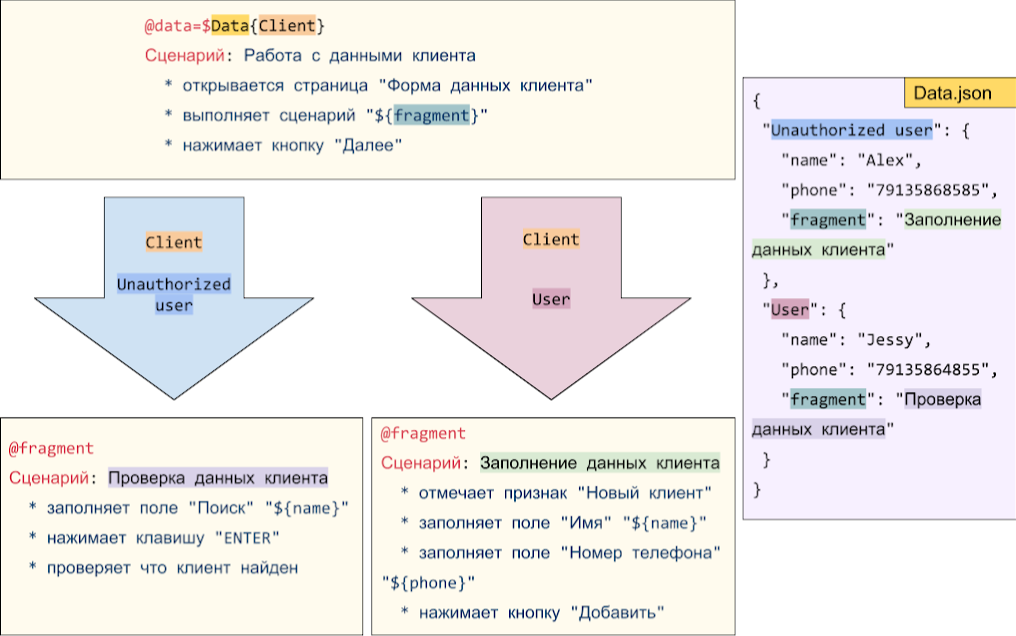 @data=$Data{Client}
Сценарий: Работа с данными клиента
* открывается страница "Форма данных клиента"
* выполняет сценарий "${fragment}"
* нажимает кнопку "Далее"
Client
Unauthorized
user
Client
User
@fragment
Сценарий: Проверка данных клиента
* заполняет поле "Поиск" "${name}"
* нажимает клавишу "ENTER"
* проверяет что клиент найден
@fragment
Сценарий: Заполнение данных клиента
* отмечает признак "Новый клиент"
* заполняет поле "Имя" "${name}"
* заполняет поле "Номер телефона"
"${phone}"
* нажимает кнопку "Добавить"
Data.json
{
"Unauthorized user": {
"name": "Alex",
"phone": "79135868585",
"fragment": "Заполнение
данных клиента"
},
"User": {
"name": "Jessy",
"phone": "79135864855",
"fragment": "Проверка
данных клиента"
}
}